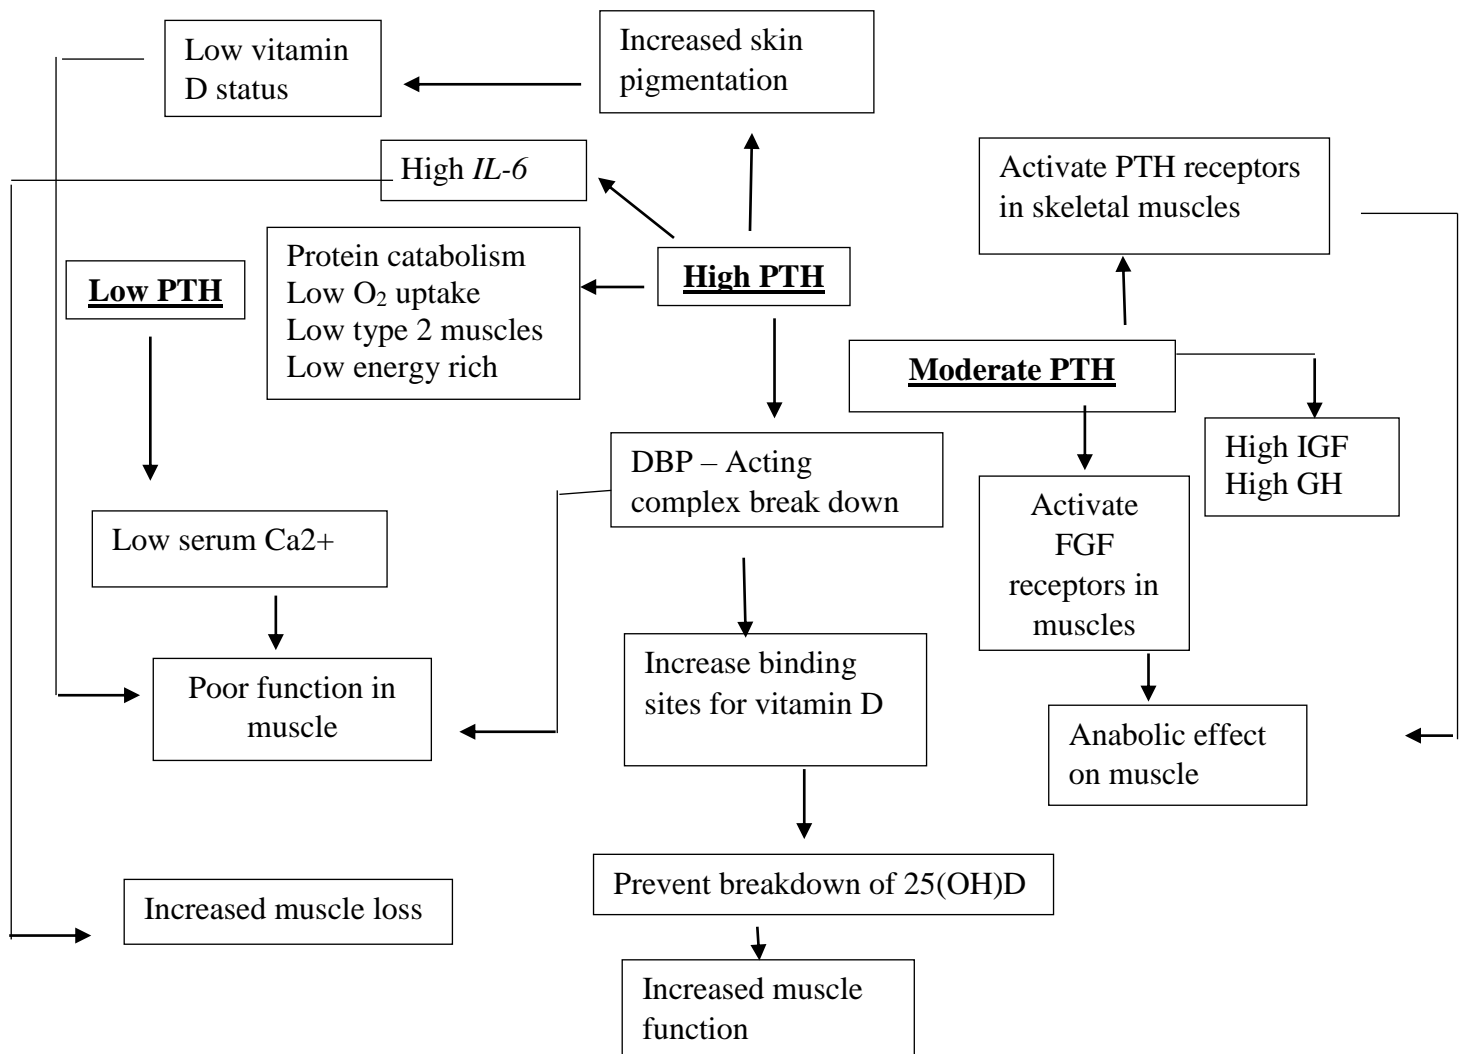 Low vitamin
D status
Increased skin
pigmentation
High IL-6
Activate PTH receptors
in skeletal muscles
Low PTH
Protein catabolism
Low O₂ uptake
Low type 2 muscles
Low energy rich
High PTH
Moderate PTH
High IGF
High GH
DBP – Acting
complex break down
Activate
FGF
receptors in
muscles
Low serum Ca2+
Poor function in
muscle
Increase binding
sites for vitamin D
Anabolic effect
on muscle
Increased muscle loss
Prevent breakdown of 25(OH)D
Increased muscle
function